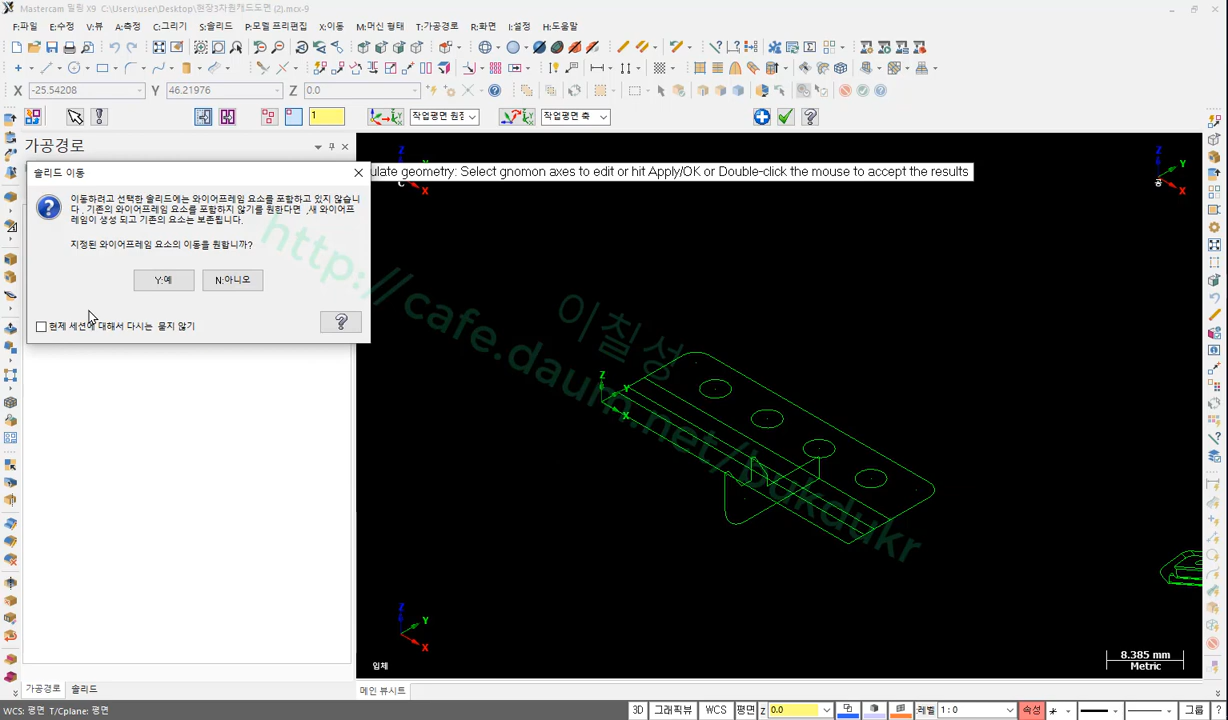 Mastercam 밀링 X9 C:\Users\user\Desktop\현장3차원캐드도면 (2).mcx-9
F:파일 E:수정 V:뷰 A:측정 C:그리기 S:솔리드 P:모델 프리편집 X:이동 M:머신 형태 T:가공경로 R:화면 I:설정 H:도움말
X -25.54208 Y 46.21976 Z 0.0
1 작업평면 원점 작업평면 축
가공경로
ulate geometry: Select gnomon axes to edit or hit Apply/OK or Double-click the mouse to accept the results
솔리드 이동
이동하려고 선택한 솔리드에는 와이어프레임 요소를 포함하고 있지 않습니
다. 기존의 와이어프레임 요소를 포함하지 않기를 원한다면 ,새 와이어프
레임이 생성 되고 기존의 요소는 보존됩니다.
지정된 와이어프레임 요소의 이동을 원합니까?
Y:예 N:아니오
현제 세션에 대해서 다시는 묻지 않기
http://cafe.daum.net/bukdukr
이칠성
Z Y X
Z Y X
입체
8.385 mm
Metric
가공경로 솔리드
메인 뷰시트
WCS: 평면 T/Cplane: 평면
3D 그래픽뷰 WCS 평면 Z 0.0 레벨 1 : 0 속성 그룹 ?